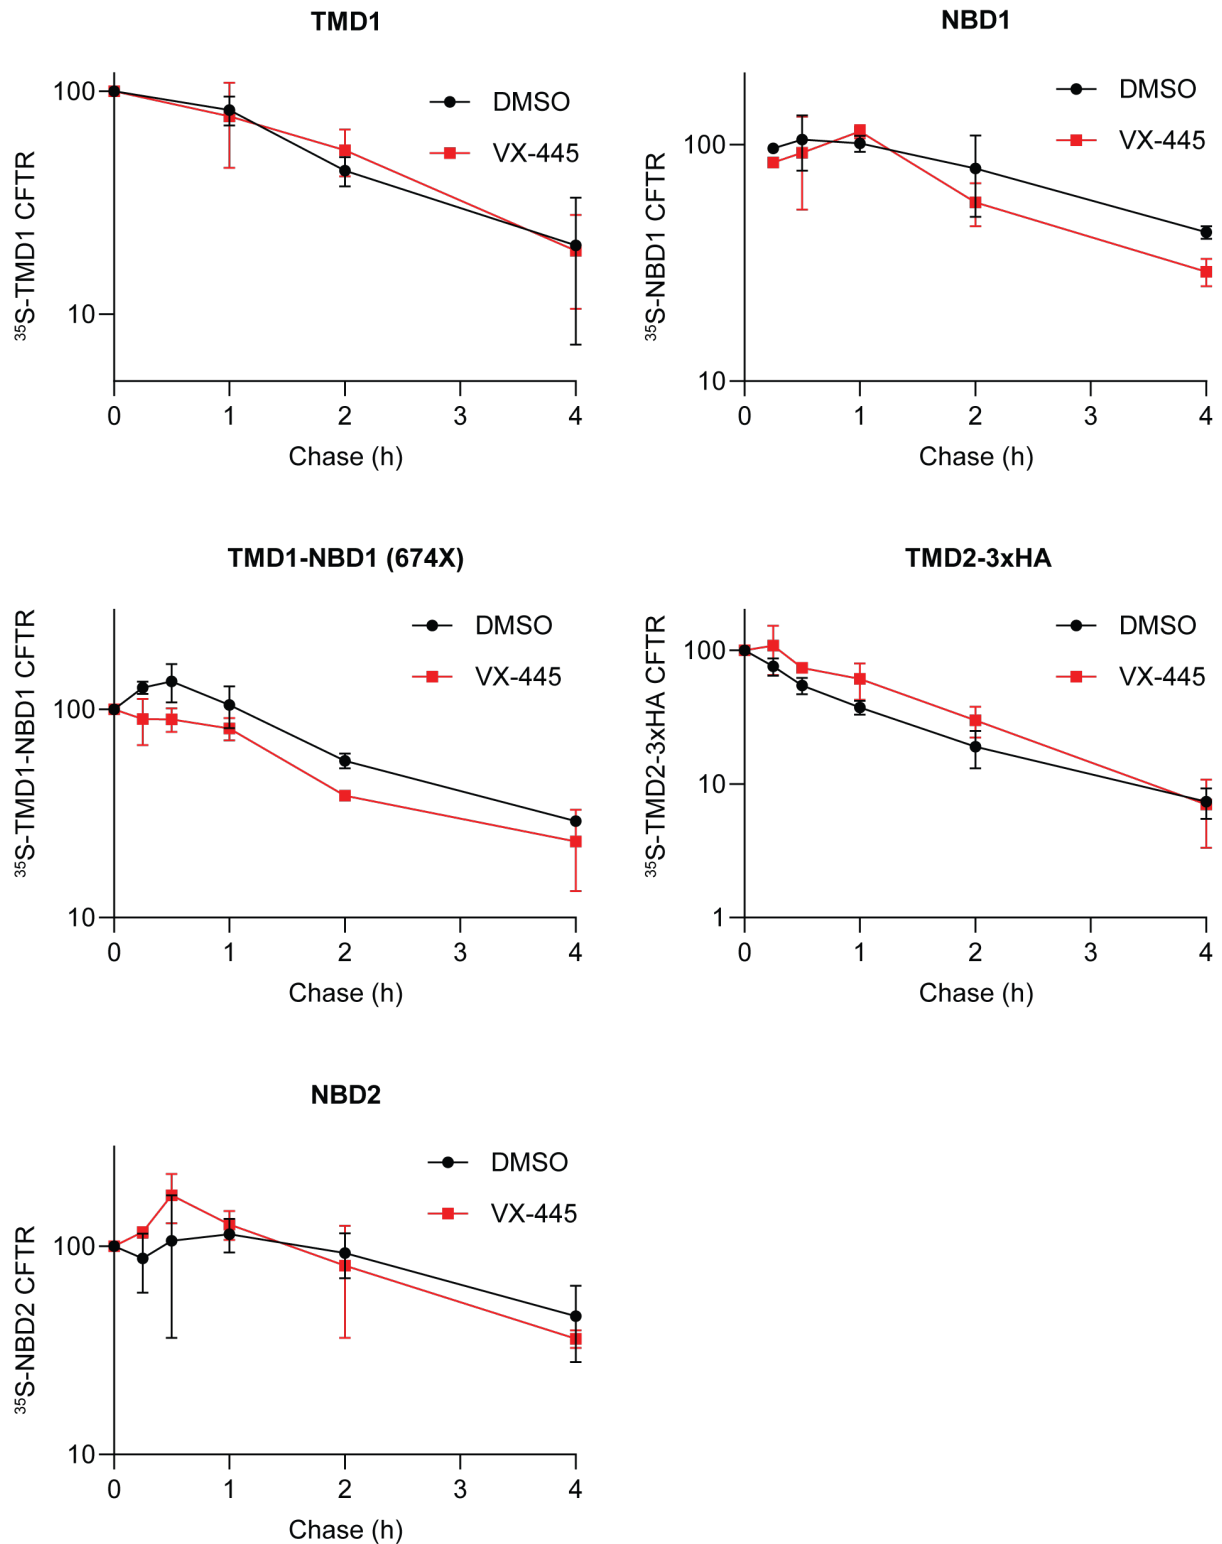 TMD1
100
10
³⁵S-TMD1 CFTR
DMSO
VX-445
0 1 2 3 4
Chase (h)
NBD1
100
10
³⁵S-NBD1 CFTR
DMSO
VX-445
0 1 2 3 4
Chase (h)
TMD1-NBD1 (674X)
100
10
³⁵S-TMD1-NBD1 CFTR
DMSO
VX-445
0 1 2 3 4
Chase (h)
TMD2-3xHA
100
10
1
³⁵S-TMD2-3xHA CFTR
DMSO
VX-445
0 1 2 3 4
Chase (h)
NBD2
100
10
³⁵S-NBD2 CFTR
DMSO
VX-445
0 1 2 3 4
Chase (h)